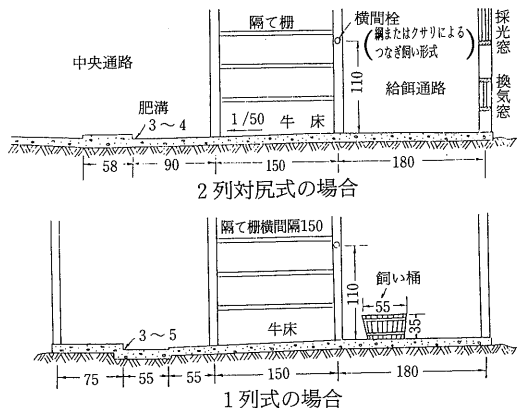 隔て柵
横間栓
(綱またはクサリによる
つなぎ飼い形式)
採光窓
中央通路
110
給餌通路
換気窓
肥溝
3～4
1/50
牛床
58
90
150
180
2列対尻式の場合
隔て柵横間隔150
飼い桶
110
55
35
3～5
牛床
75
55
55
150
180
1列式の場合